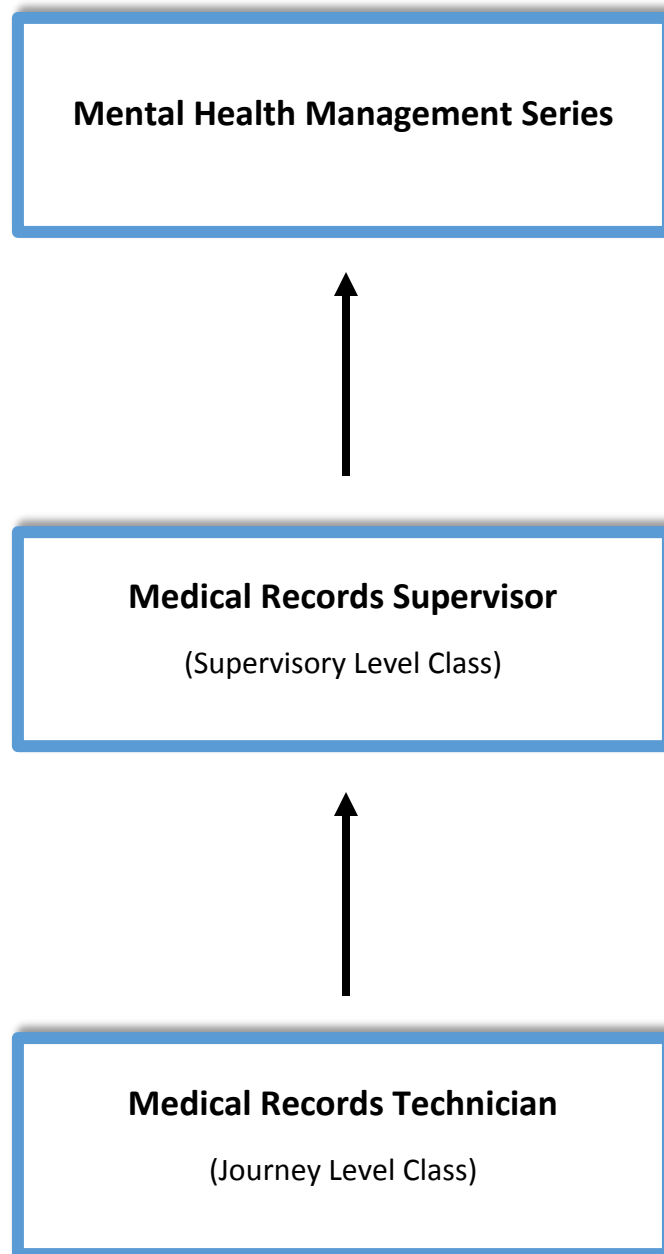 Mental Health Management Series
Medical Records Supervisor
(Supervisory Level Class)
Medical Records Technician
(Journey Level Class)